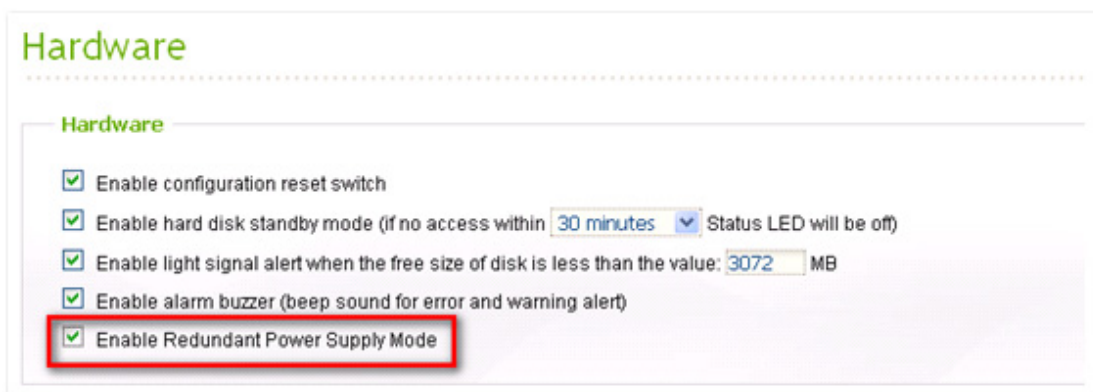 Hardware
Hardware
Enable configuration reset switch
Enable hard disk standby mode (if no access within 30 minutes Status LED will be off)
Enable light signal alert when the free size of disk is less than the value: 3072 MB
Enable alarm buzzer (beep sound for error and warning alert)
Enable Redundant Power Supply Mode